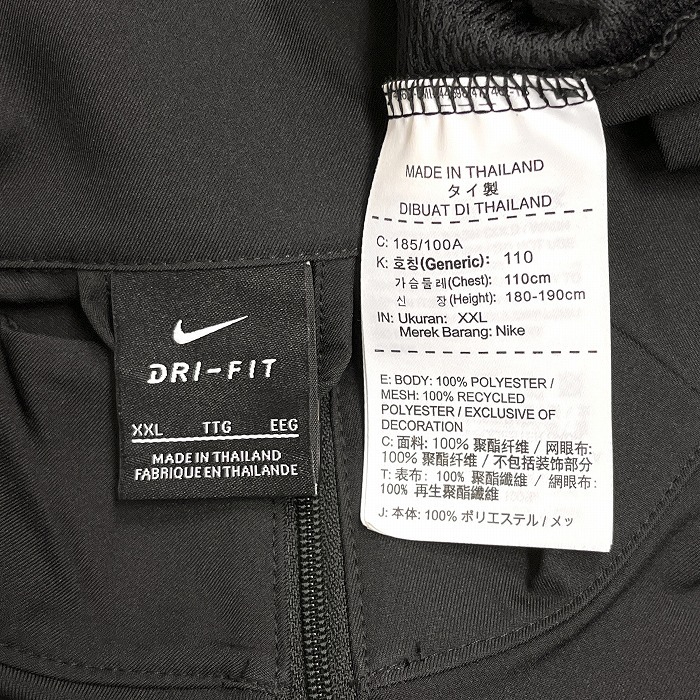 DRI-FIT
XXL TTG EEG
MADE IN THAILAND
FABRIQUE EN THAILANDE
MADE IN THAILAND
タイ製
DIBUAT DI THAILAND
C: 185/100A
K: 호칭(Generic): 110
가슴둘레(Chest): 110cm
신 장(Height): 180-190cm
IN: Ukuran: XXL
Merek Barang: Nike
E: BODY: 100% POLYESTER /
MESH: 100% RECYCLED
POLYESTER / EXCLUSIVE OF
DECORATION
C: 面料: 100% 聚酯纤维 / 网眼布:
100% 聚酯纤维 / 不包括装饰部分
T: 表布: 100% 聚酯纖維 / 網眼布:
100% 再生聚酯纖維
J: 本体: 100% ポリエステル / メッ